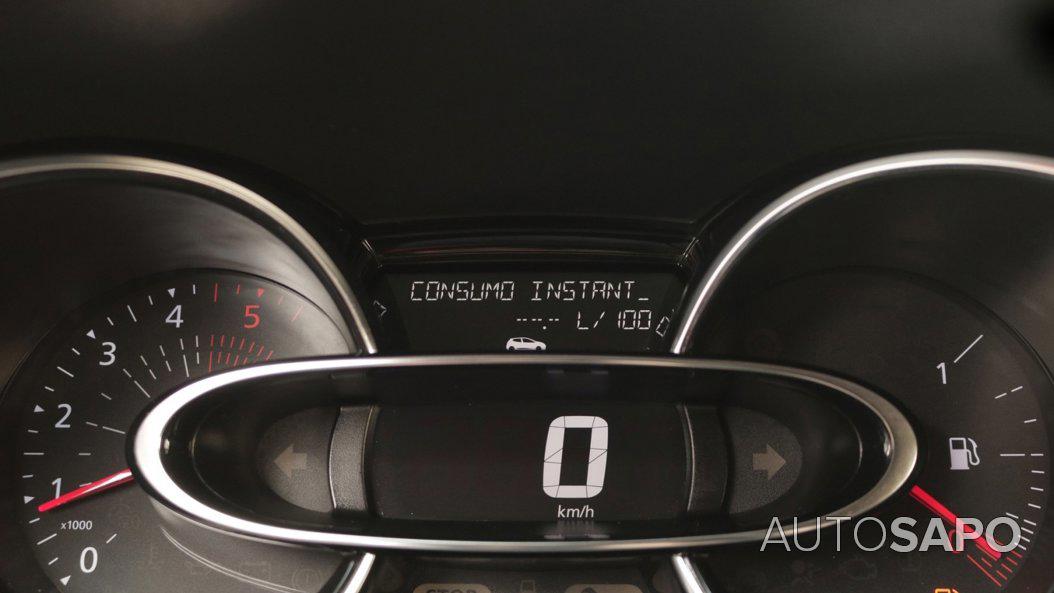 CONSUMO INSTANT_
--.-- L/100
0
km/h
5
4
3
2
1
x1000
0
1
AUTOSAPO